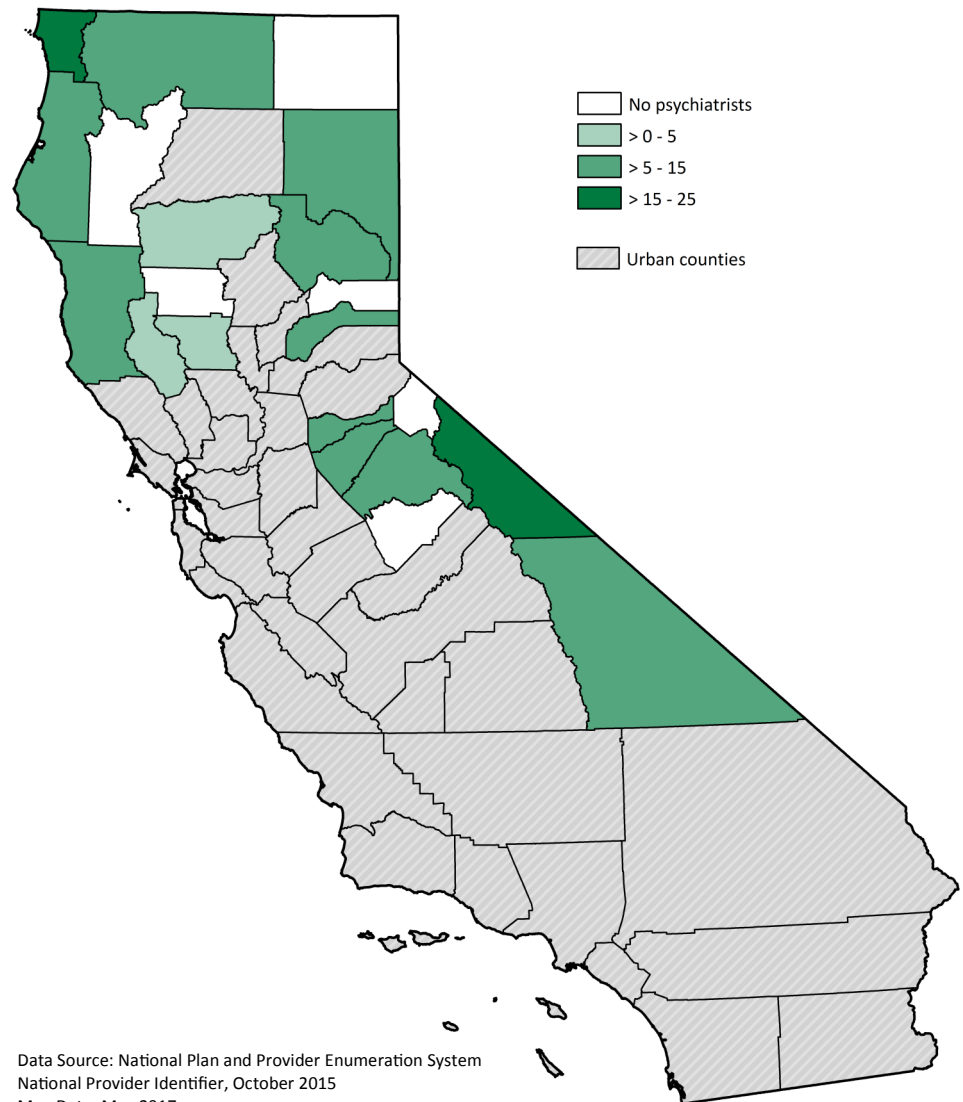 No psychiatrists
> 0 - 5
> 5 - 15
> 15 - 25
Urban counties
Data Source: National Plan and Provider Enumeration System
National Provider Identifier, October 2015